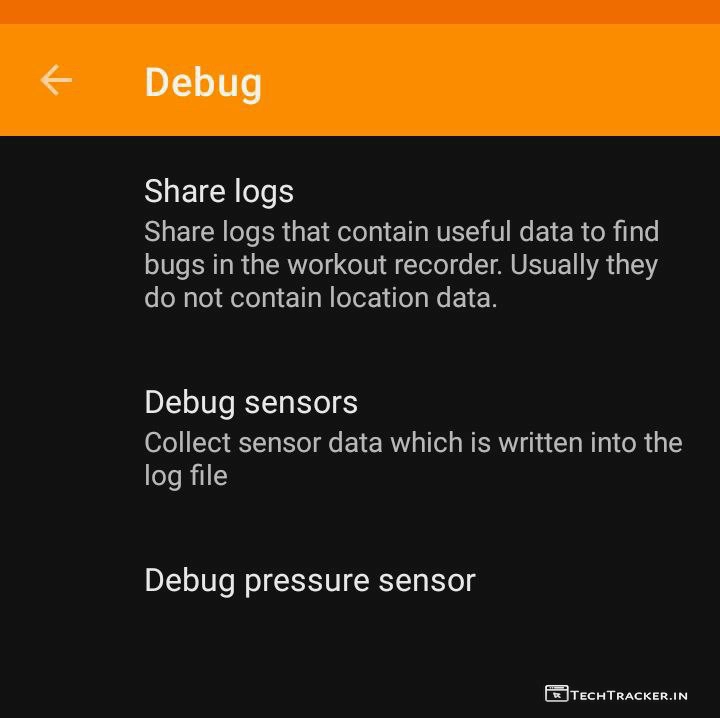 Debug
Share logs
Share logs that contain useful data to find
bugs in the workout recorder. Usually they
do not contain location data.
Debug sensors
Collect sensor data which is written into the
log file
Debug pressure sensor
TECHTRACKER.IN